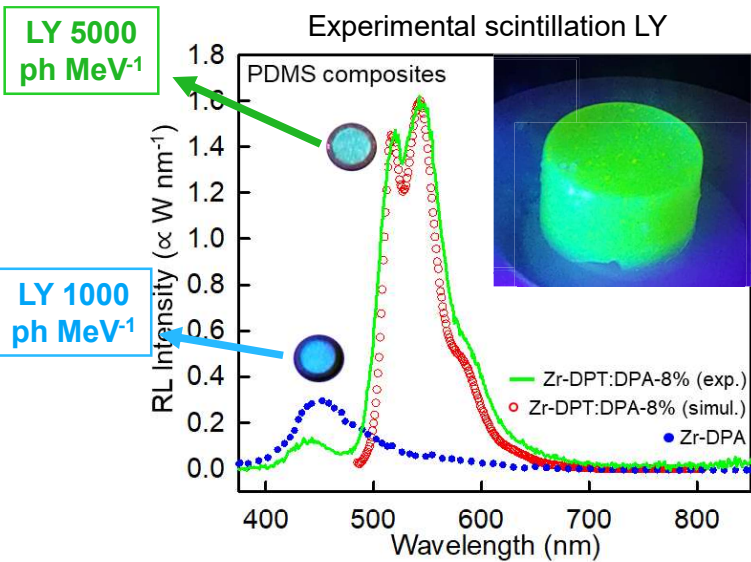 Experimental scintillation LY
LY 5000
ph MeV⁻¹
LY 1000
ph MeV⁻¹
PDMS composites
RL Intensity (∝ W nm⁻¹)
1.8
1.6
1.4
1.2
1.0
0.8
0.6
0.4
0.2
0.0
Zr-DPT:DPA-8% (exp.)
Zr-DPT:DPA-8% (simul.)
Zr-DPA
400 500 600 700 800
Wavelength (nm)